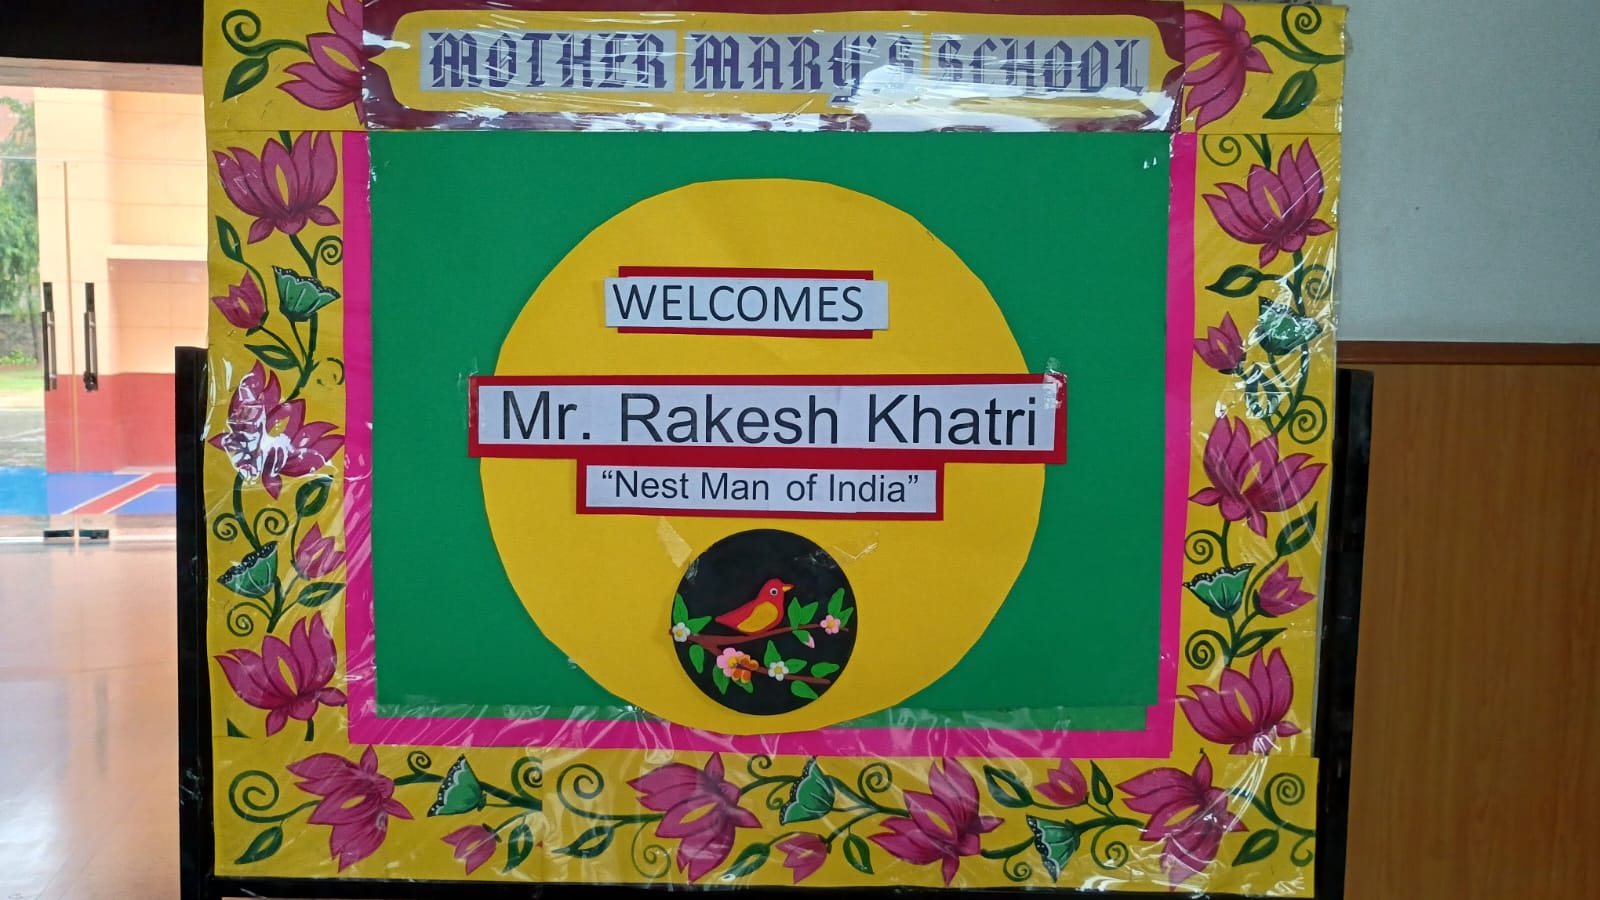 MOTHER MARY'S SCHOOL
WELCOMES
Mr. Rakesh Khatri
“Nest Man of India”